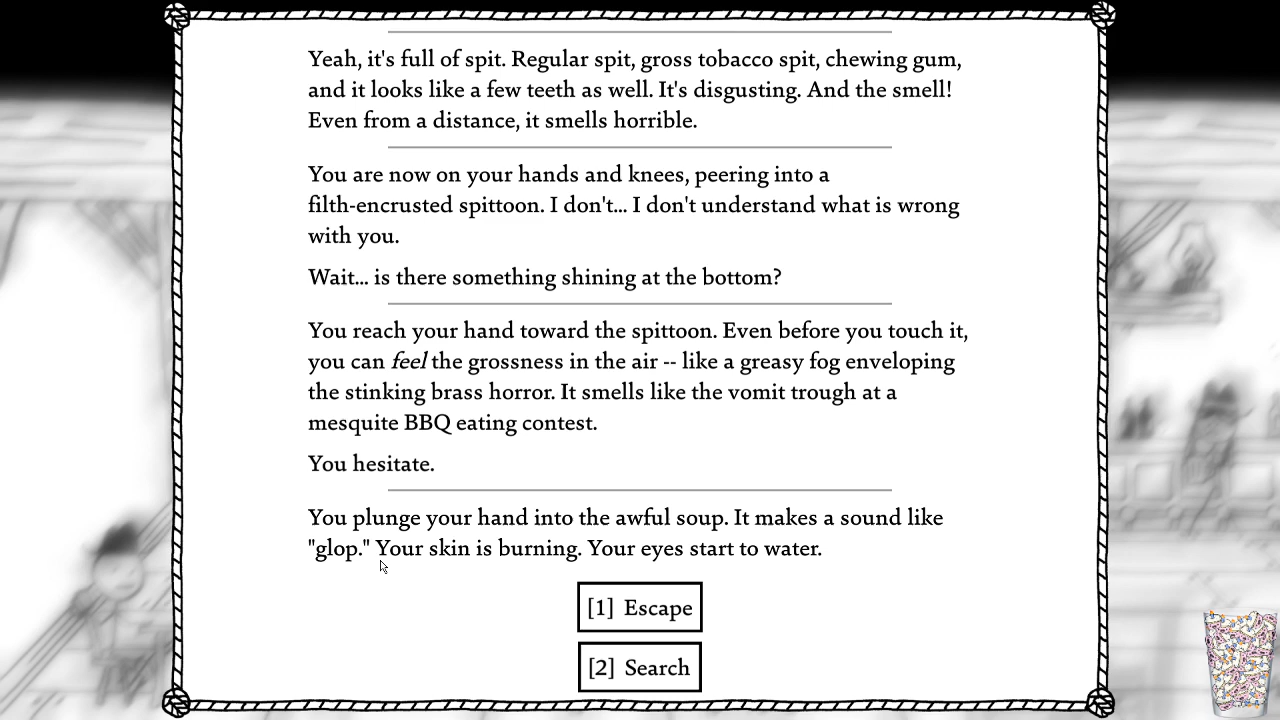 Yeah, it's full of spit. Regular spit, gross tobacco spit, chewing gum,
and it looks like a few teeth as well. It's disgusting. And the smell!
Even from a distance, it smells horrible.
You are now on your hands and knees, peering into a
filth-encrusted spittoon. I don't... I don't understand what is wrong
with you.
Wait... is there something shining at the bottom?
You reach your hand toward the spittoon. Even before you touch it,
you can feel the grossness in the air -- like a greasy fog enveloping
the stinking brass horror. It smells like the vomit trough at a
mesquite BBQ eating contest.
You hesitate.
You plunge your hand into the awful soup. It makes a sound like
"glop." Your skin is burning. Your eyes start to water.
[1] Escape
[2] Search